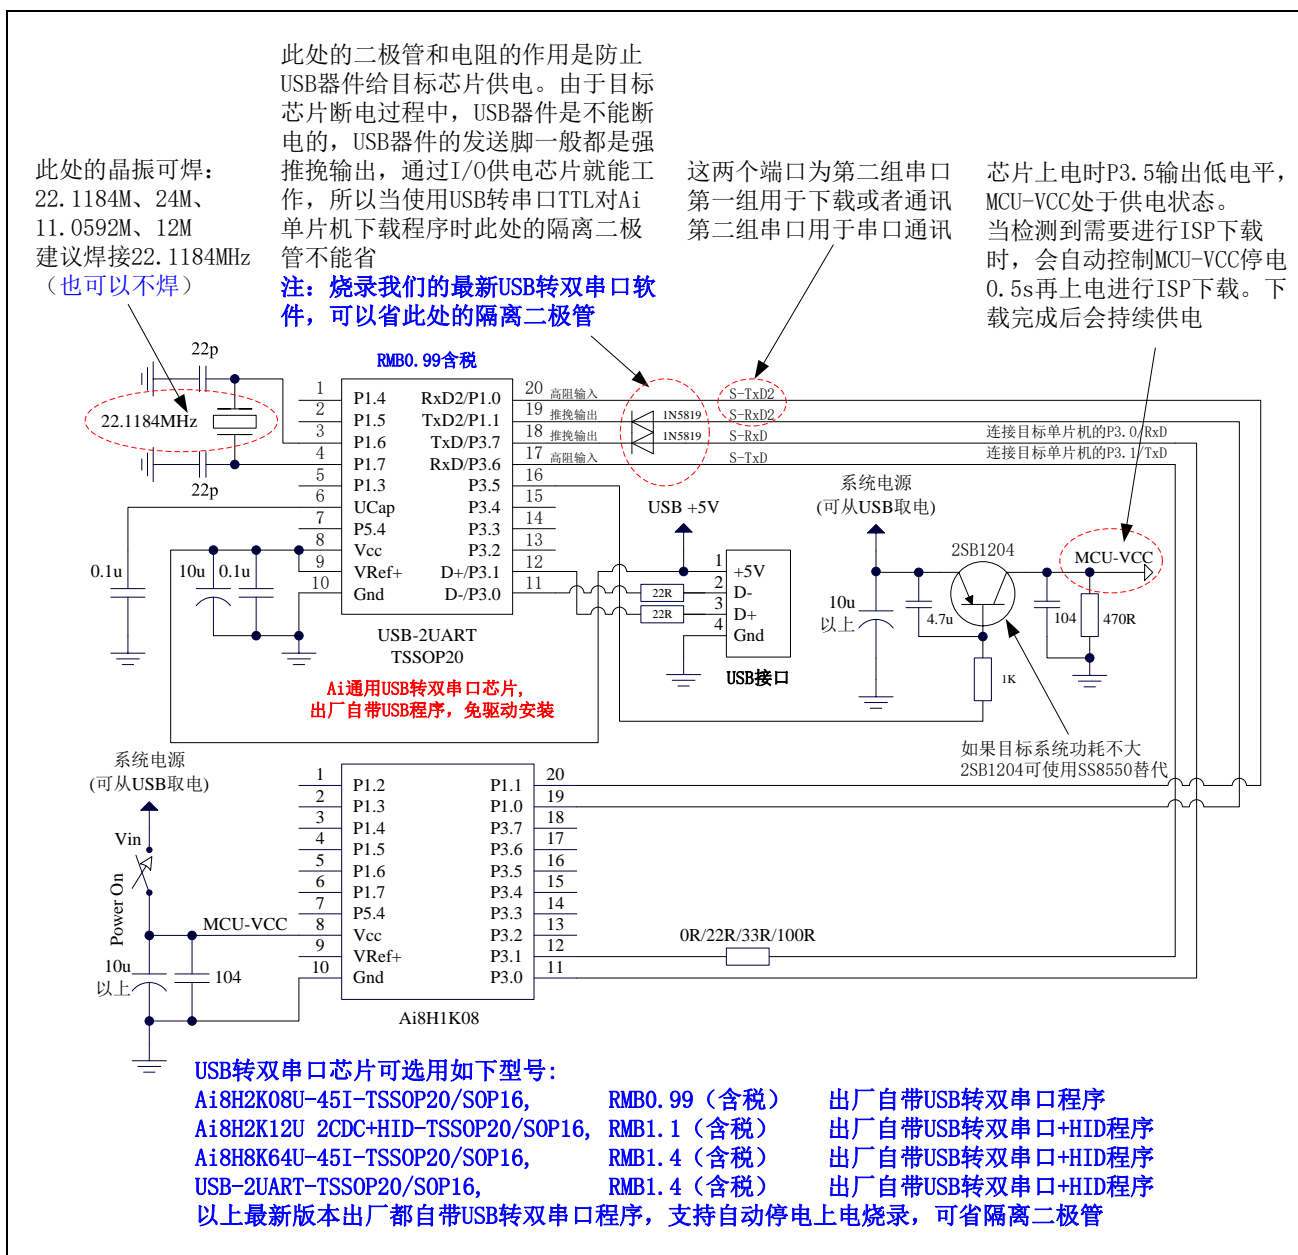 此处的二极管和电阻的作用是防止
USB器件给目标芯片供电。由于目标
芯片断电过程中，USB器件是不能断
电的，USB器件的发送脚一般都是强
推挽输出，通过I/O供电芯片就能工
作，所以当使用USB转串口TTL对Ai
单片机下载程序时此处的隔离二极
管不能省
注：烧录我们的最新USB转双串口软
件，可以省此处的隔离二极管
此处的晶振可焊：
22.1184M、24M、
11.0592M、12M
建议焊接22.1184MHz
（也可以不焊）
这两个端口为第二组串口
第一组用于下载或者通讯
第二组串口用于串口通讯
芯片上电时P3.5输出低电平，
MCU-VCC处于供电状态。
当检测到需要进行ISP下载
时，会自动控制MCU-VCC停电
0.5s再上电进行ISP下载。下
载完成后会持续供电
22p
22.1184MHz
22p
RMB0.99含税
1 P1.4 RxD2/P1.0 20 高阻输入 S-TxD2
2 P1.5 TxD2/P1.1 19 推挽输出 1N5819 S-RxD2
3 P1.6 TxD/P3.7 18 推挽输出 1N5819 S-RxD 连接目标单片机的P3.0/RxD
4 P1.7 RxD/P3.6 17 高阻输入 S-TxD 连接目标单片机的P3.1/TxD
5 P1.3 P3.5 16
6 UCap P3.4 15
7 P5.4 P3.3 14
8 Vcc P3.2 13
9 VRef+ D+/P3.1 12
10 Gnd D-/P3.0 11
0.1u
10u
0.1u
USB-2UART
TSSOP20
Ai通用USB转双串口芯片，
出厂自带USB程序，免驱动安装
USB +5V
1 +5V
2 D-
3 D+
4 Gnd
22R
22R
USB接口
系统电源
(可从USB取电)
2SB1204
MCU-VCC
10u
以上
4.7u
104
470R
1K
如果目标系统功耗不大
2SB1204可使用SS8550替代
系统电源
(可从USB取电)
Vin
Power On
MCU-VCC
10u
以上
104
1 P1.2 P1.1 20
2 P1.3 P1.0 19
3 P1.4 P3.7 18
4 P1.5 P3.6 17
5 P1.6 P3.5 16
6 P1.7 P3.4 15
7 P5.4 P3.3 14
8 Vcc P3.2 13
9 VRef+ P3.1 12
10 Gnd P3.0 11
0R/22R/33R/100R
Ai8H1K08
USB转双串口芯片可选用如下型号：
Ai8H2K08U-45I-TSSOP20/SOP16, RMB0.99（含税） 出厂自带USB转双串口程序
Ai8H2K12U 2CDC+HID-TSSOP20/SOP16, RMB1.1（含税） 出厂自带USB转双串口+HID程序
Ai8H8K64U-45I-TSSOP20/SOP16, RMB1.4（含税） 出厂自带USB转双串口+HID程序
USB-2UART-TSSOP20/SOP16, RMB1.4（含税） 出厂自带USB转双串口+HID程序
以上最新版本出厂都自带USB转双串口程序，支持自动停电上电烧录，可省隔离二极管